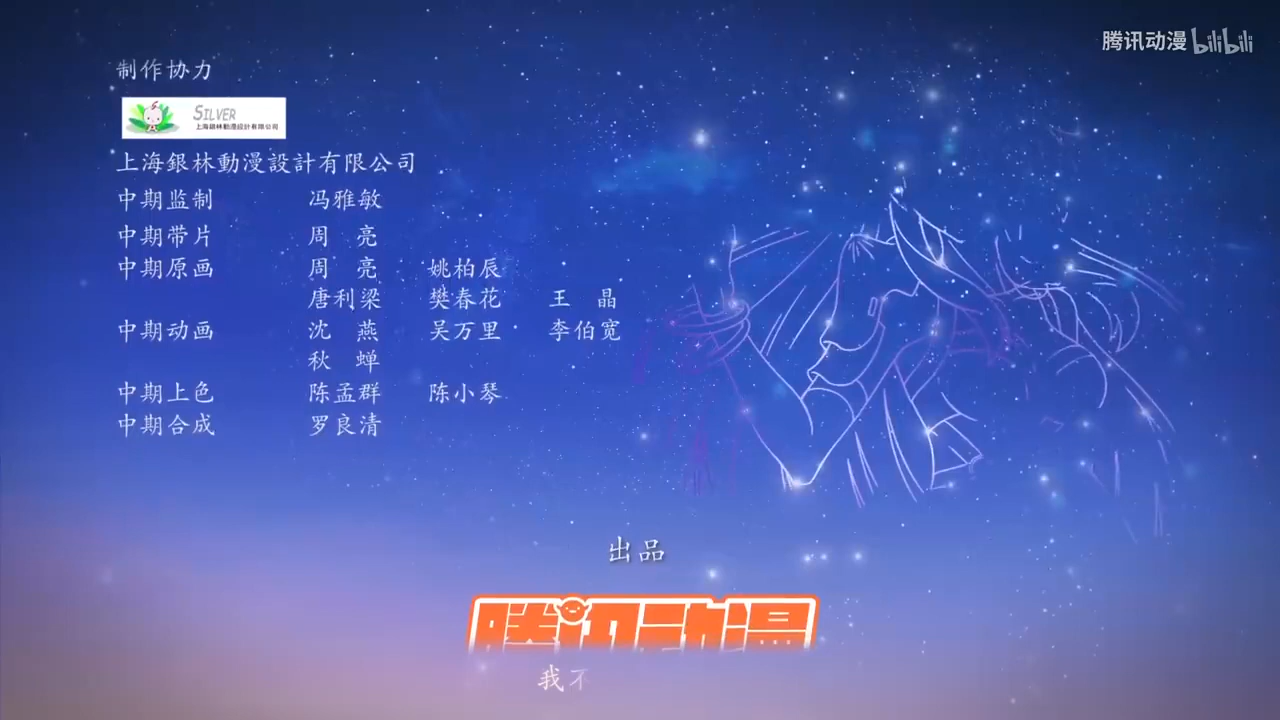 腾讯动漫 bilibili
制作协力
SILVER
上海銀林動漫設計有限公司
上海銀林動漫設計有限公司
中期监制 冯雅敏
中期带片 周 亮
中期原画 周 亮 姚柏辰
唐利梁 樊春花 王 晶
中期动画 沈 燕 吴万里 李伯宽
秋 蝉
中期上色 陈孟群 陈小琴
中期合成 罗良清
出品
腾讯动漫
我不